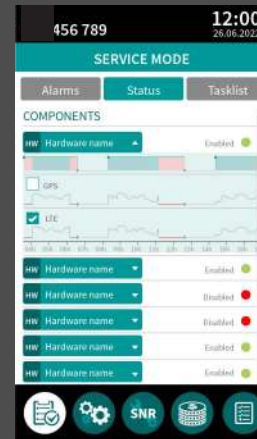 456 789
12:00
26.06.202
SERVICE MODE
Alarms
Status
Tasklist
COMPONENTS
HW Hardware name
Enabled
GPS
LTE
HW Hardware name
Enabled
HW Hardware name
Disabled
HW Hardware name
Disabled
HW Hardware name
Enabled
HW Hardware name
Enabled
SNR